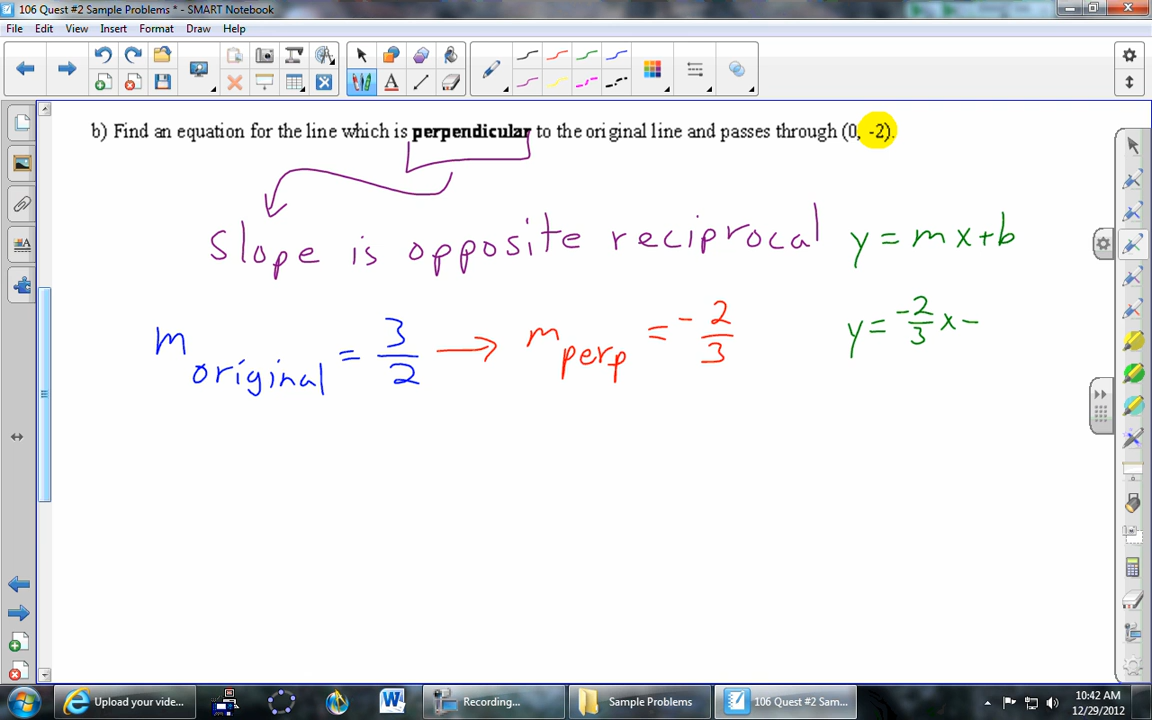 106 Quest #2 Sample Problems * - SMART Notebook
File Edit View Insert Format Draw Help
b) Find an equation for the line which is perpendicular to the original line and passes through (0, -2).
Slope is opposite reciprocal
y = mx+b
m original = 3/2 → m perp = -2/3
y = -2/3 x -
Upload your vide...
Recording...
Sample Problems
106 Quest #2 Sam...
10:42 AM
12/29/2012